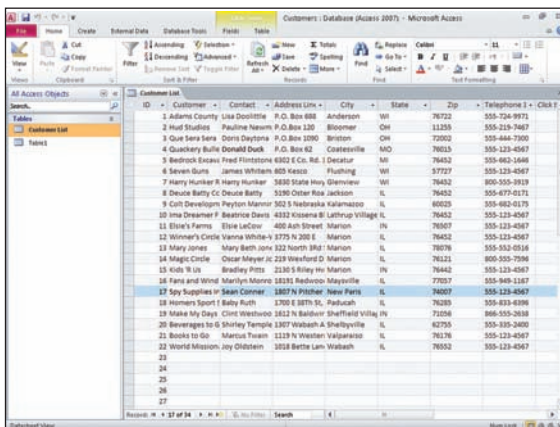 Customers : Database (Access 2007) - Microsoft Access
File Home Create External Data Database Tools Fields Table
View Paste Cut Copy Format Painter Filter Ascending Descending Remove Sort Selection Advanced Toggle Filter Refresh All New Save Delete Totals Spelling More Find Replace Go To Select Calibri 11
Views Clipboard Sort & Filter Records Find Text Formatting
All Access Objects
Search..
Tables
Customer List
Table1
Customer List
ID Customer Contact Address Line City State Zip Telephone Click
1 Adams County Lisa Doolittle P.O. Box 688 Anderson WI 76722 555-724-9971
2 Hud Studios Pauline Newm P.O.Box 120 Bloomer OH 11255 555-219-7467
3 Que Sera Sera Doris Daytona P.O. Box 1090 Briston OH 72002 555-444-7300
4 Quackery Bulle Donald Duck P.O. Box 62 Coatesville MO 76015 555-123-4567
5 Bedrock Excava Fred Flintstone 6302 E Co. Rd. Decatur MI 76452 555-662-1646
6 Seven Guns James Whitem 805 Kesco Flushing WI 57727 555-123-4567
7 Harry Hunker R Harry Hunker 5830 State Hwy Glenview WI 76452 800-555-3919
8 Deuce Batty Co Deuce Batty 5190 Oster Roa Jackson IL 76452 555-677-0171
9 Colt Developm Peyton Mannin 502 S Nebraska Kalamazoo IL 60025 555-682-0175
10 Ima Dreamer F Beatrice Davis 4332 Kissena B Lathrup Village IL 76452 555-123-4567
11 Elsie's Farms Elsie LeCow 400 Ash Street Marion IN 76507 555-123-4567
12 Winner's Circle Vanna White-V 3775 N 200 E Marion IL 76452 555-123-4567
13 Mary Jones Mary Beth Jone 322 North 3Rd Marion IL 78076 555-552-0516
14 Magic Circle Oscar Meyer Jc 219 Wexford D Marion IL 76121 800-555-7596
15 Kids 'R Us Bradley Pitts 2130 S Riley Hv Marion IN 76442 555-123-4567
16 Fans and Wind Marilyn Monro 18191 Redwoo Maysville IL 77057 555-949-1167
17 Spy Supplies Sean Conner 1807 N Pitcher New Paris IL 74007 555-123-4567
18 Homers Sport Baby Ruth 1700 E 38Th St, Paducah IL 76285 555-833-6396
19 Make My Days Clint Westwoo 1612 N Baldwin Sheffield Villag IN 71056 866-555-2638
20 Beverages to G Shirley Temple 1307 Wabash A Shelbyville IL 62755 555-335-2400
21 Books to Go Marcus Twain 1119 N Westen Valparaiso IL 76176 555-123-4567
22 World Mission Joy Oldstein 1018 Bette Lan Wabash IL 76552 555-123-4567
23
24
25
26
27
Record: 17 of 34 No Filter Search
Datasheet View Num Lock